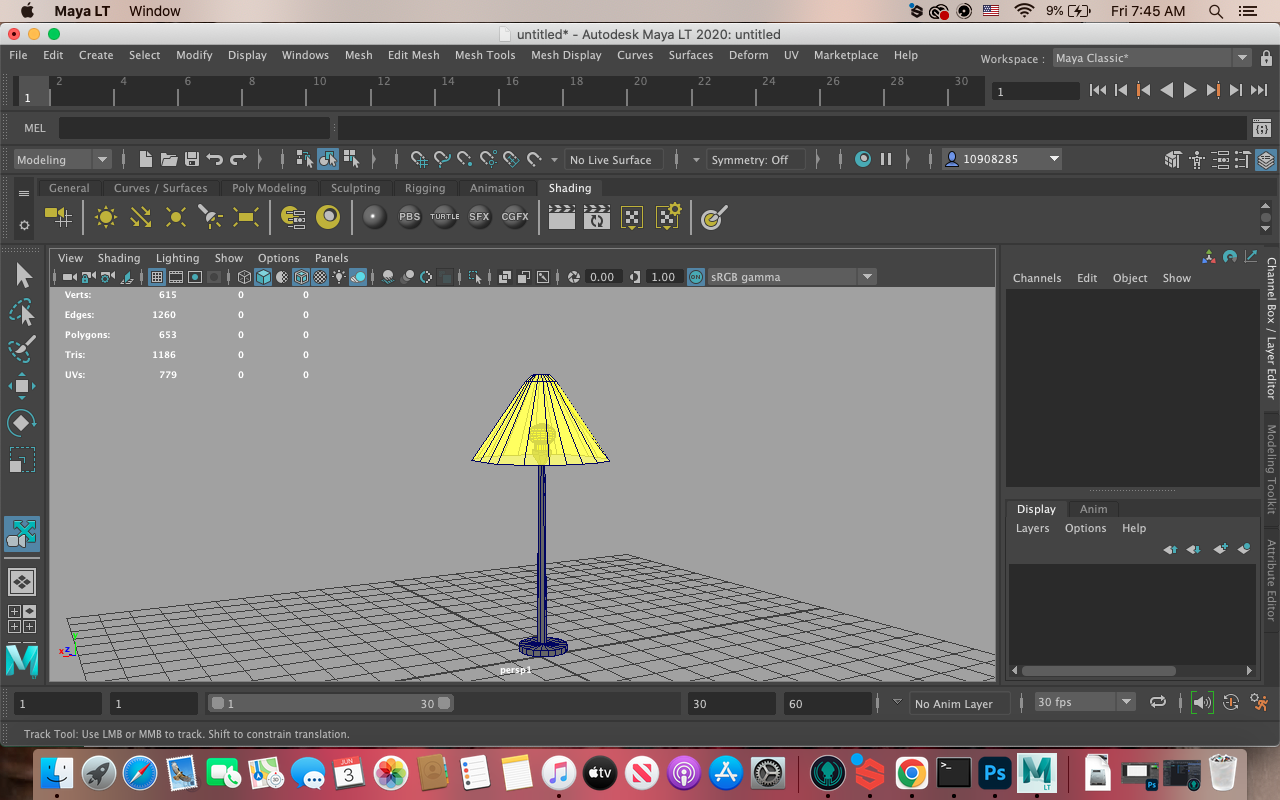 Maya LT Window 9% Fri 7:45 AM
untitled* - Autodesk Maya LT 2020: untitled
File Edit Create Select Modify Display Windows Mesh Edit Mesh Mesh Tools Mesh Display Curves Surfaces Deform UV Marketplace Help Workspace : Maya Classic*
1 2 4 6 8 10 12 14 16 18 20 22 24 26 28 30 1
MEL
Modeling No Live Surface Symmetry: Off 10908285
General Curves / Surfaces Poly Modeling Sculpting Rigging Animation Shading
PBS TURTLE SFX CGFX
View Shading Lighting Show Options Panels
0.00 1.00 ON sRGB gamma
Channels Edit Object Show
Channel Box / Layer Editor
Modeling Toolkit
Attribute Editor
Verts: 615 0 0
Edges: 1260 0 0
Polygons: 653 0 0
Tris: 1186 0 0
UVs: 779 0 0
Display Anim
Layers Options Help
x z
persp1
1 1 1 30 30 60 No Anim Layer 30 fps
Track Tool: Use LMB or MMB to track. Shift to constrain translation.
JUN
3
tv
Ps
M
LT